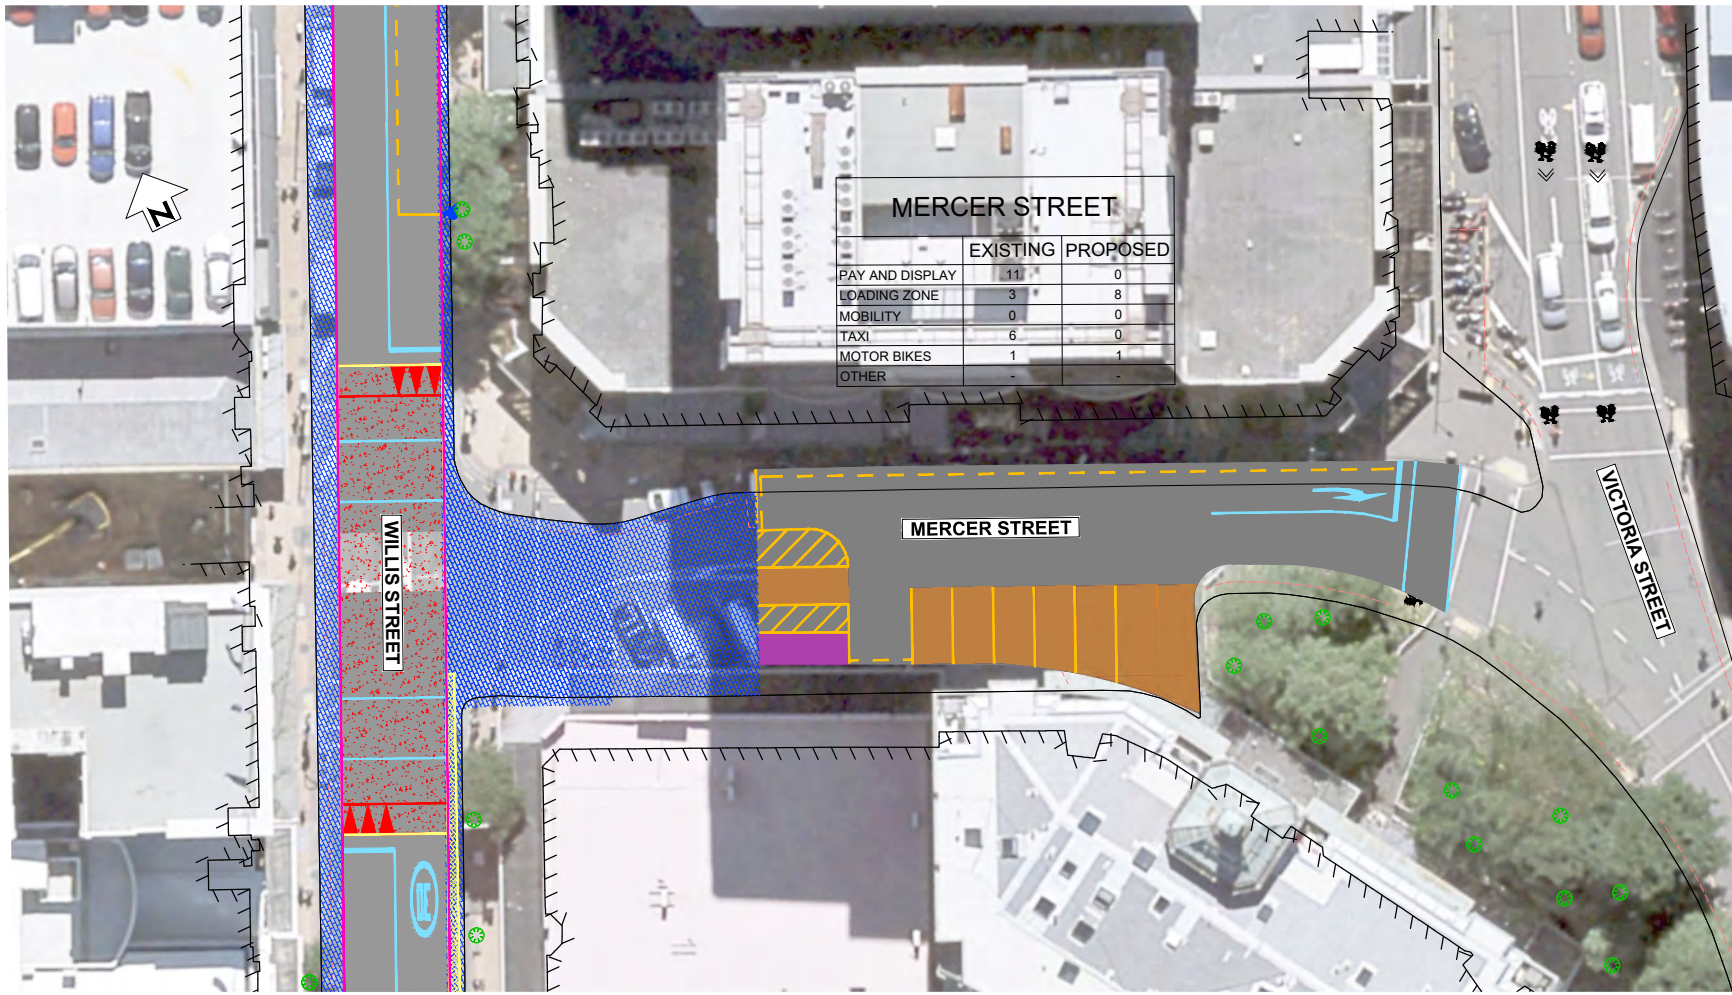 N
MERCER STREET
EXISTING PROPOSED
PAY AND DISPLAY 11 0
LOADING ZONE 3 8
MOBILITY 0 0
TAXI 6 0
MOTOR BIKES 1 1
OTHER - -
WILLIS STREET
MERCER STREET
VICTORIA STREET
30